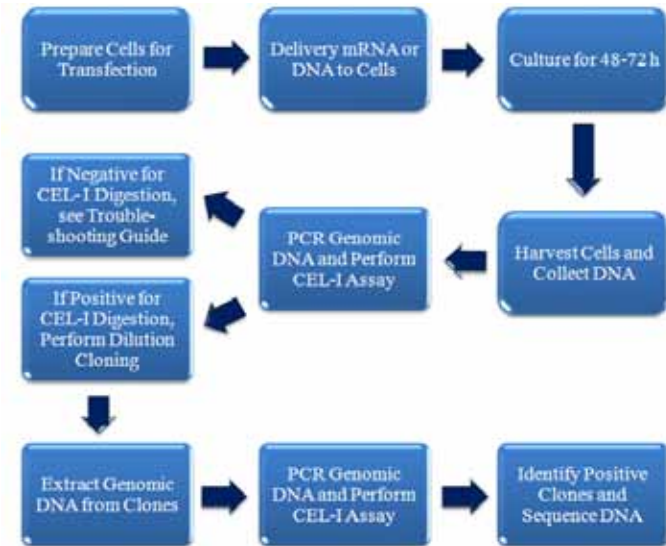 Prepare Cells for
Transfection
Delivery mRNA or
DNA to Cells
Culture for 48-72 h
Harvest Cells and
Collect DNA
PCR Genomic
DNA and Perform
CEL-I Assay
If Negative for
CEL-I Digestion,
see Trouble-
shooting Guide
If Positive for
CEL-I Digestion,
Perform Dilution
Cloning
Extract Genomic
DNA from Clones
PCR Genomic
DNA and Perform
CEL-I Assay
Identify Positive
Clones and
Sequence DNA